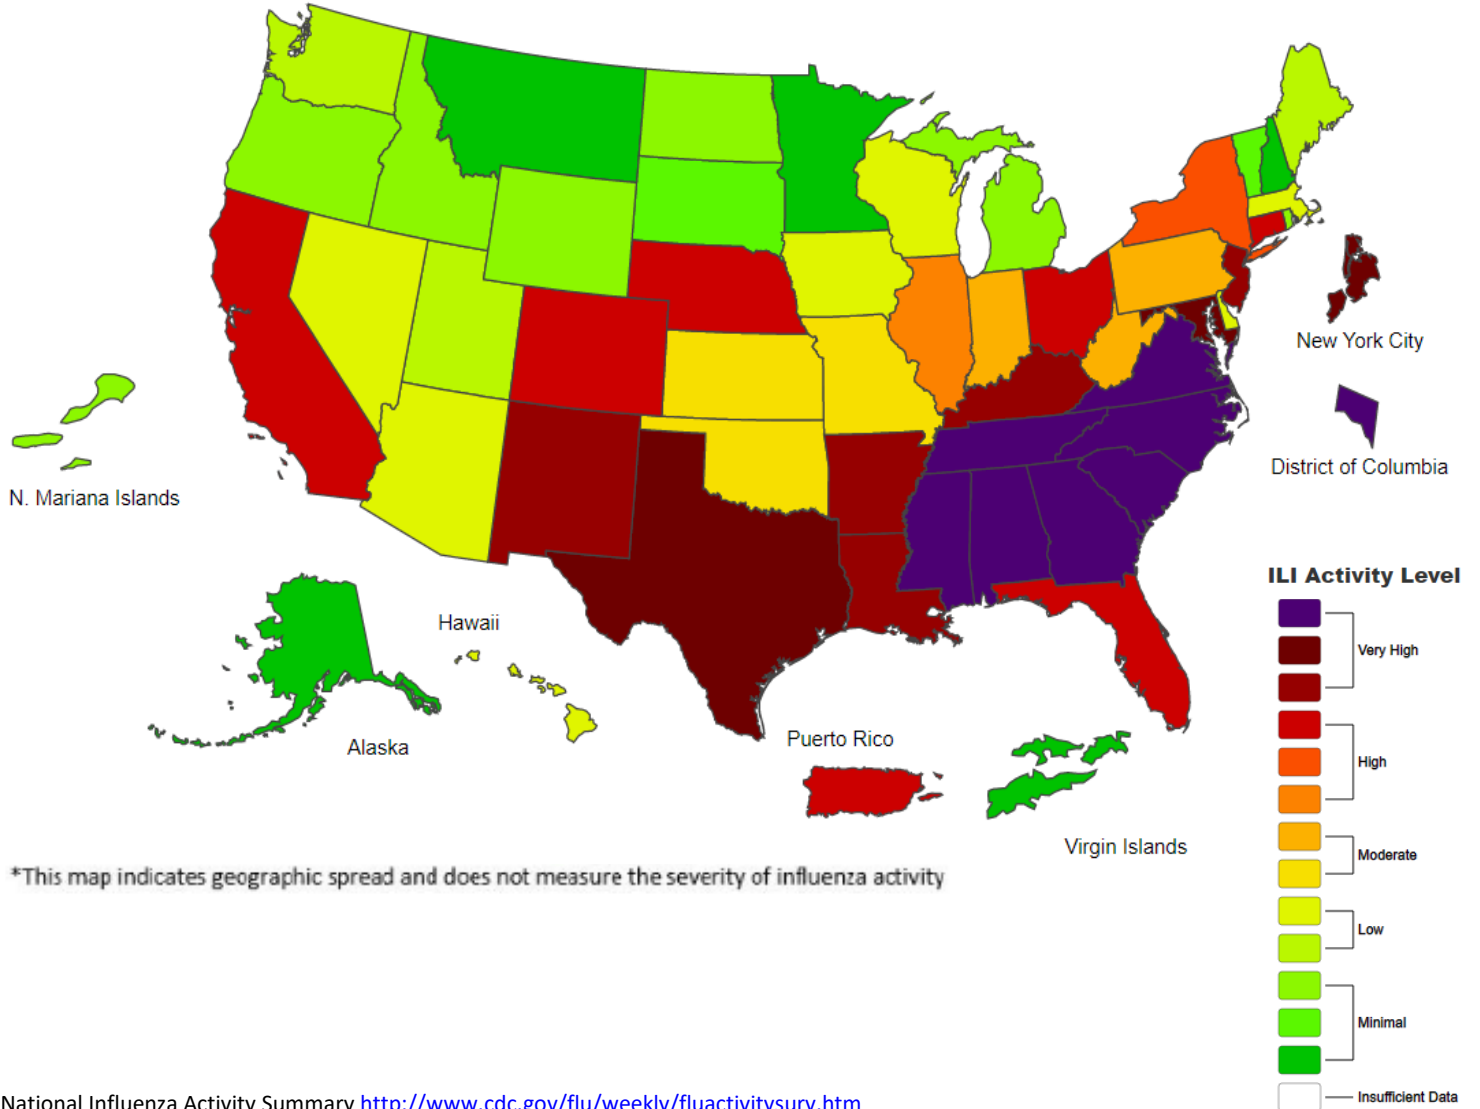 New York City
District of Columbia
N. Mariana Islands
ILI Activity Level
Hawaii
Very High
Alaska
Puerto Rico
High
Virgin Islands
Moderate
*This map indicates geographic spread and does not measure the severity of influenza activity
Low
Minimal
Insufficient Data
National Influenza Activity Summary http://www.cdc.gov/flu/weekly/fluactivitysurv.htm